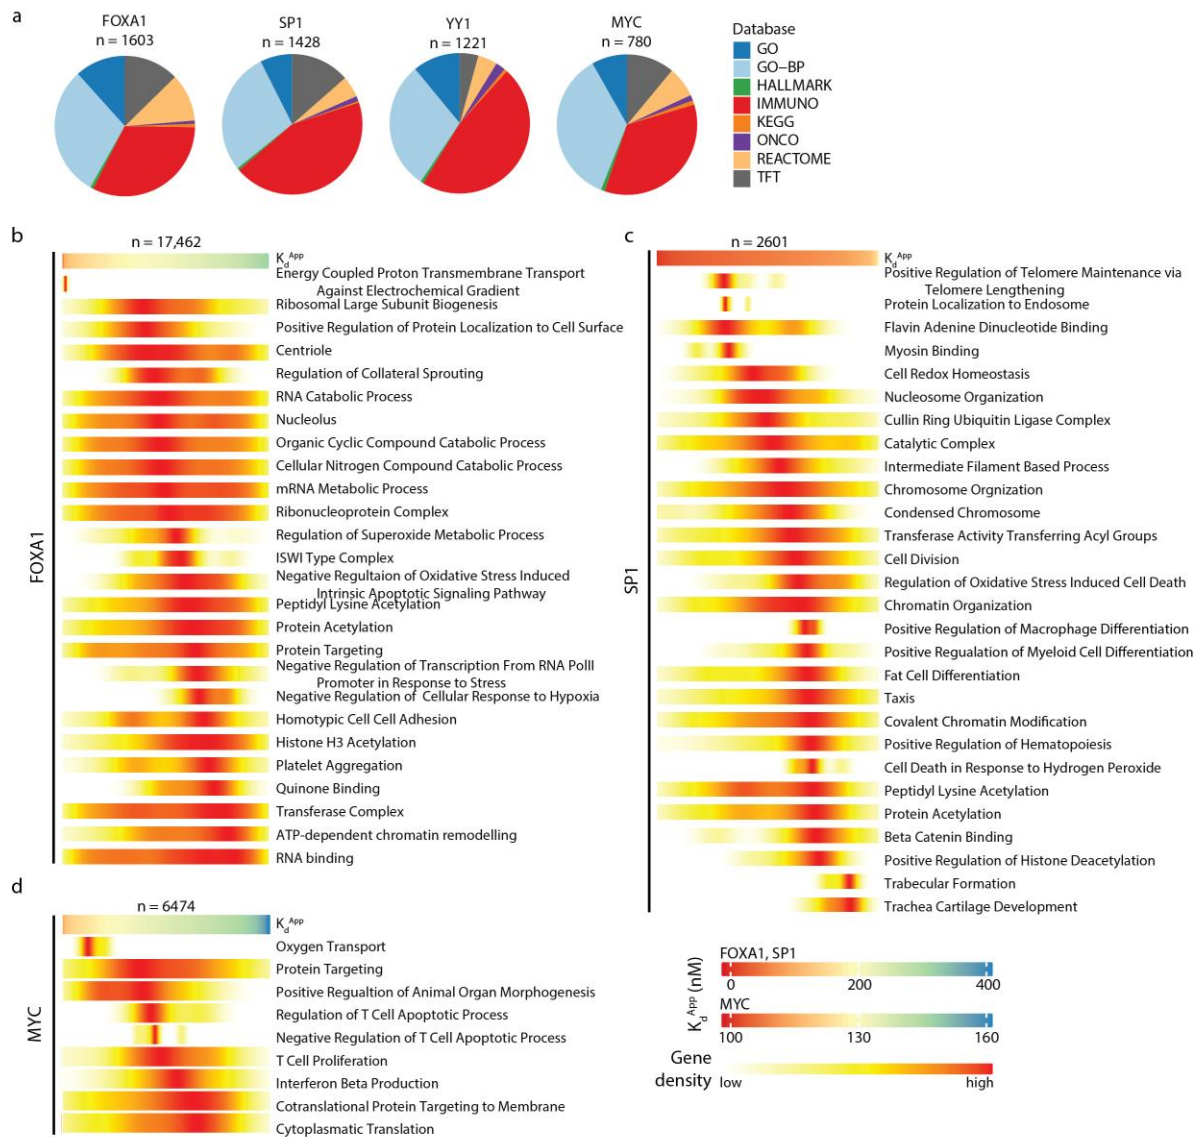 a
FOXA1
n = 1603
SP1
n = 1428
YY1
n = 1221
MYC
n = 780
Database
GO
GO-BP
HALLMARK
IMMUNO
KEGG
ONCO
REACTOME
TFT
b
n = 17,462
K_d^App
Energy Coupled Proton Transmembrane Transport
Against Electrochemical Gradient
Ribosomal Large Subunit Biogenesis
Positive Regulation of Protein Localization to Cell Surface
Centriole
Regulation of Collateral Sprouting
RNA Catabolic Process
Nucleolus
Organic Cyclic Compound Catabolic Process
Cellular Nitrogen Compound Catabolic Process
mRNA Metabolic Process
Ribonucleoprotein Complex
Regulation of Superoxide Metabolic Process
ISWI Type Complex
Negative Regultaion of Oxidative Stress Induced
Intrinsic Apoptotic Signaling Pathway
Peptidyl Lysine Acetylation
Protein Acetylation
Protein Targeting
Negative Regulation of Transcription From RNA PolII
Promoter in Response to Stress
Negative Regulation of Cellular Response to Hypoxia
Homotypic Cell Cell Adhesion
Histone H3 Acetylation
Platelet Aggregation
Quinone Binding
Transferase Complex
ATP-dependent chromatin remodelling
RNA binding
FOXA1
c
n = 2601
K_d^App
Positive Regulation of Telomere Maintenance via
Telomere Lengthening
Protein Localization to Endosome
Flavin Adenine Dinucleotide Binding
Myosin Binding
Cell Redox Homeostasis
Nucleosome Organization
Cullin Ring Ubiquitin Ligase Complex
Catalytic Complex
Intermediate Filament Based Process
Chromosome Orgnization
Condensed Chromosome
Transferase Activity Transferring Acyl Groups
Cell Division
Regulation of Oxidative Stress Induced Cell Death
Chromatin Organization
Positive Regulation of Macrophage Differentiation
Positive Regualation of Myeloid Cell Differentiation
Fat Cell Differentiation
Taxis
Covalent Chromatin Modification
Positive Regulation of Hematopoiesis
Cell Death in Response to Hydrogen Peroxide
Peptidyl Lysine Acetylation
Protein Acetylation
Beta Catenin Binding
Positive Regulation of Histone Deacetylation
Trabecular Formation
Trachea Cartilage Development
SP1
d
n = 6474
K_d^App
Oxygen Transport
Protein Targeting
Positive Regualtion of Animal Organ Morphogenesis
Regulation of T Cell Apoptotic Process
Negative Regulation of T Cell Apoptotic Process
T Cell Proliferation
Interferon Beta Production
Cotranslational Protein Targeting to Membrane
Cytoplasmatic Translation
MYC
K_d^App (nM)
FOXA1, SP1
0 200 400
MYC
100 130 160
Gene
density
low high